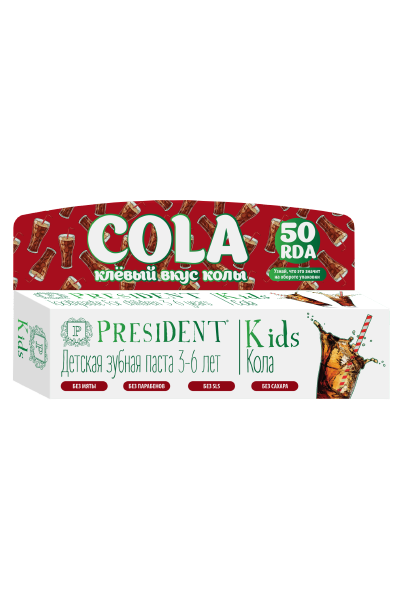 COLA
клёвый вкус колы
50
RDA
Узнай, что это значит
на обороте упаковки
PRESIDENT®
Kids
Детская зубная паста 3-6 лет
Кола
БЕЗ МЯТЫ
БЕЗ ПАРАБЕНОВ
БЕЗ SLS
БЕЗ САХАРА
Kids
P